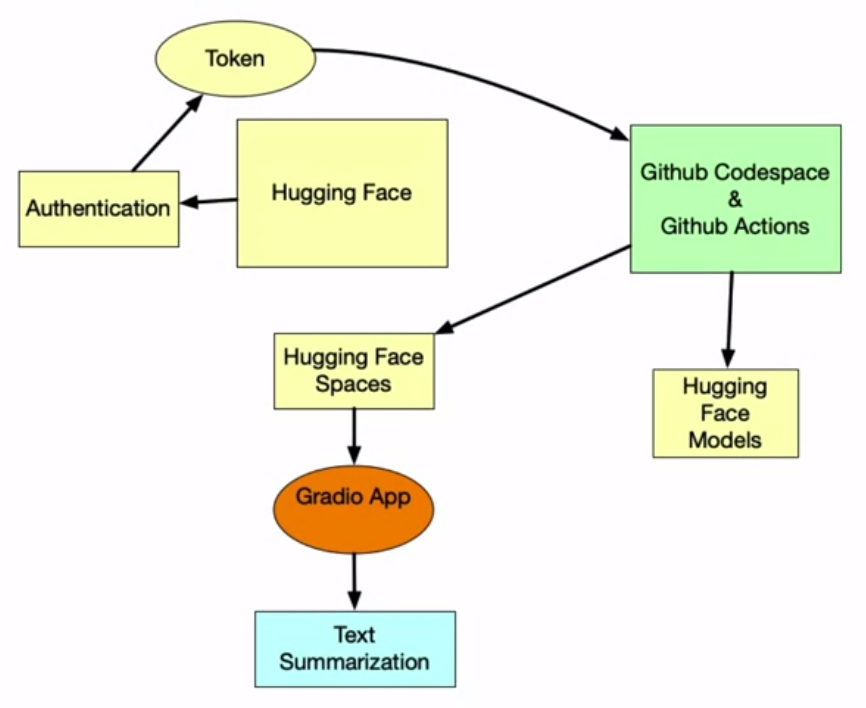 Token
Hugging Face
Authentication
Github Codespace
&
Github Actions
Hugging Face
Spaces
Hugging
Face
Models
Gradio App
Text
Summarization